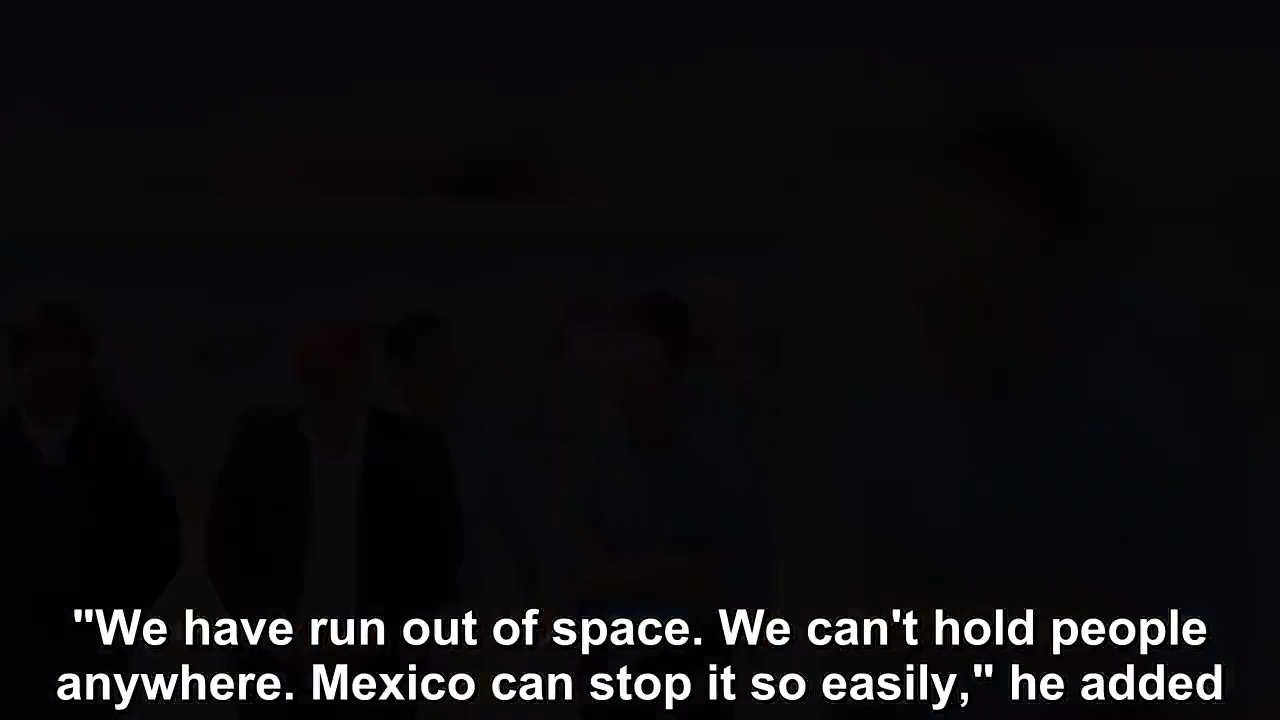 "We have run out of space. We can't hold people
anywhere. Mexico can stop it so easily," he added